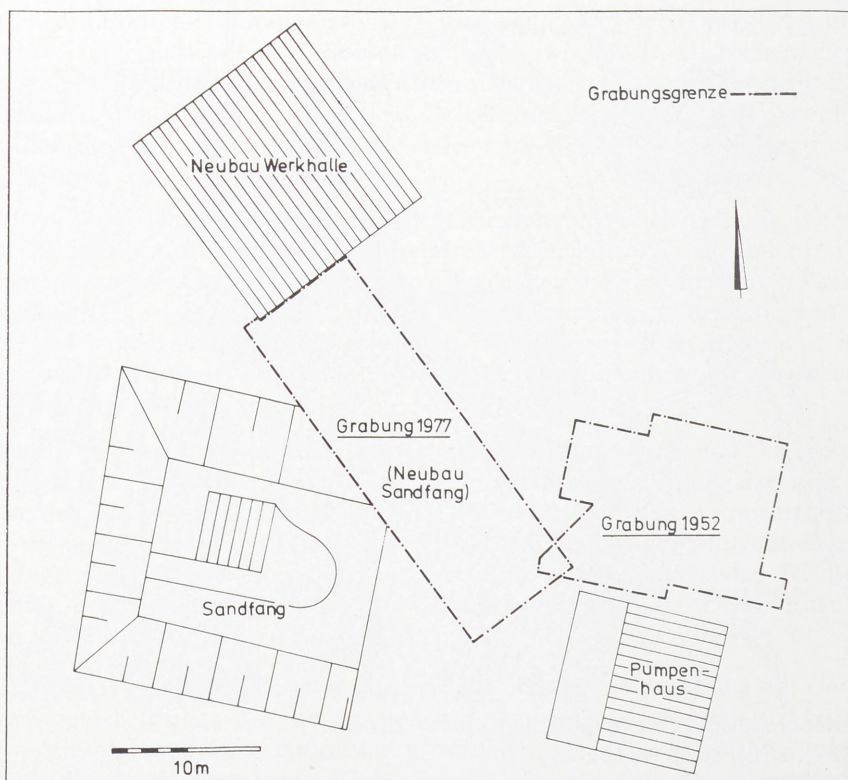 Grabungsgrenze
Neubau Werkhalle
Grabung 1977
(Neubau
Sandfang)
Grabung 1952
Sandfang
Pumpen=
haus
10m